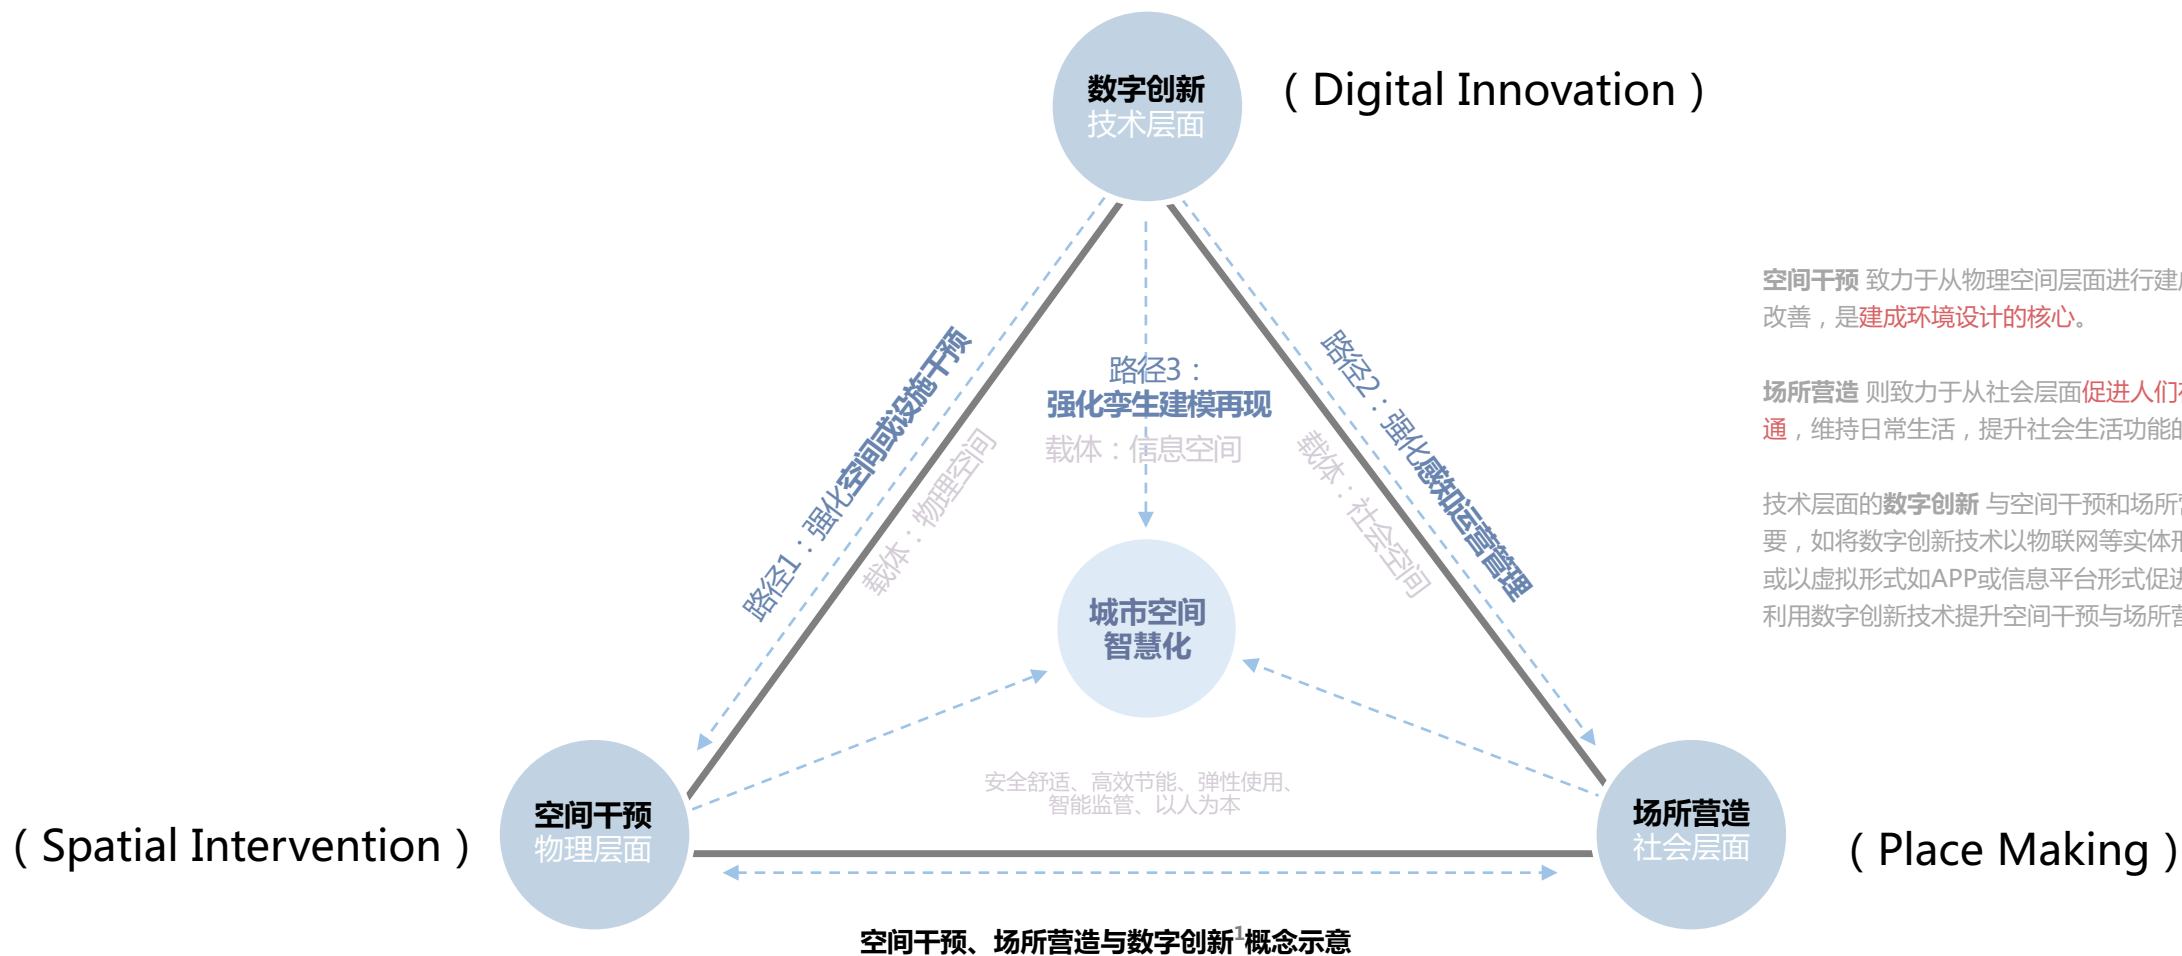 数字创新
技术层面
（Digital Innovation）
空间干预 致力于从物理空间层面进行建
改善，是建成环境设计的核心。
场所营造 则致力于从社会层面促进人们
通，维持日常生活，提升社会生活功能的
技术层面的数字创新 与空间干预和场所
要，如将数字创新技术以物联网等实体形
或以虚拟形式如APP或信息平台形式促进
利用数字创新技术提升空间干预与场所营
路径1：强化空间或设施干预
载体：物理空间
路径3：
强化孪生建模再现
载体：信息空间
路径2：强化感知运营管理
载体：社会空间
城市空间
智慧化
安全舒适、高效节能、弹性使用、
智能监管、以人为本
（Spatial Intervention）
空间干预
物理层面
场所营造
社会层面
（Place Making）
空间干预、场所营造与数字创新1概念示意